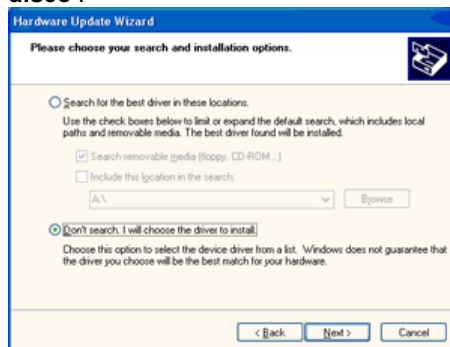 Hardware Update Wizard
Please choose your search and installation options.
Search for the best driver in these locations.
Use the check boxes below to limit or expand the default search, which includes local
paths and removable media. The best driver found will be installed.
Search removable media (floppy, CD-ROM...)
Include this location in the search:
A:\
Browse
Don't search. I will choose the driver to install.
Choose this option to select the device driver from a list. Windows does not guarantee that
the driver you choose will be the best match for your hardware.
< Back
Next >
Cancel